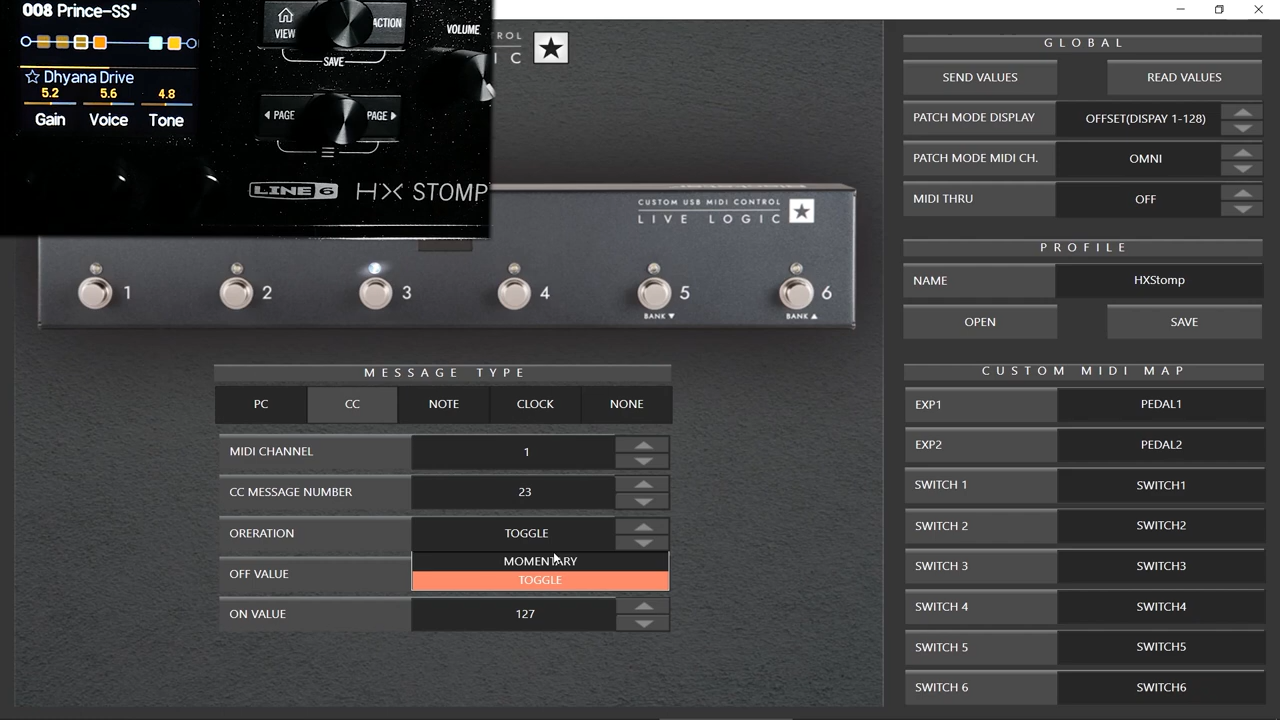 008 Prince-SS
☆ Dhyana Drive
5.2 5.6 4.8
Gain Voice Tone
VIEW
ACTION
SAVE
VOLUME
◀ PAGE PAGE ▶
LINE 6 HX STOMP
CUSTOM USB MIDI CONTROL
LIVE LOGIC
1 2 3 4 5 6
BANK ▼ BANK ▲
MESSAGE TYPE
PC CC NOTE CLOCK NONE
MIDI CHANNEL 1
CC MESSAGE NUMBER 23
ORERATION TOGGLE
MOMENTARY
TOGGLE
OFF VALUE
ON VALUE 127
GLOBAL
SEND VALUES READ VALUES
PATCH MODE DISPLAY OFFSET(DISPAY 1-128)
PATCH MODE MIDI CH. OMNI
MIDI THRU OFF
PROFILE
NAME HXStomp
OPEN SAVE
CUSTOM MIDI MAP
EXP1 PEDAL1
EXP2 PEDAL2
SWITCH 1 SWITCH1
SWITCH 2 SWITCH2
SWITCH 3 SWITCH3
SWITCH 4 SWITCH4
SWITCH 5 SWITCH5
SWITCH 6 SWITCH6